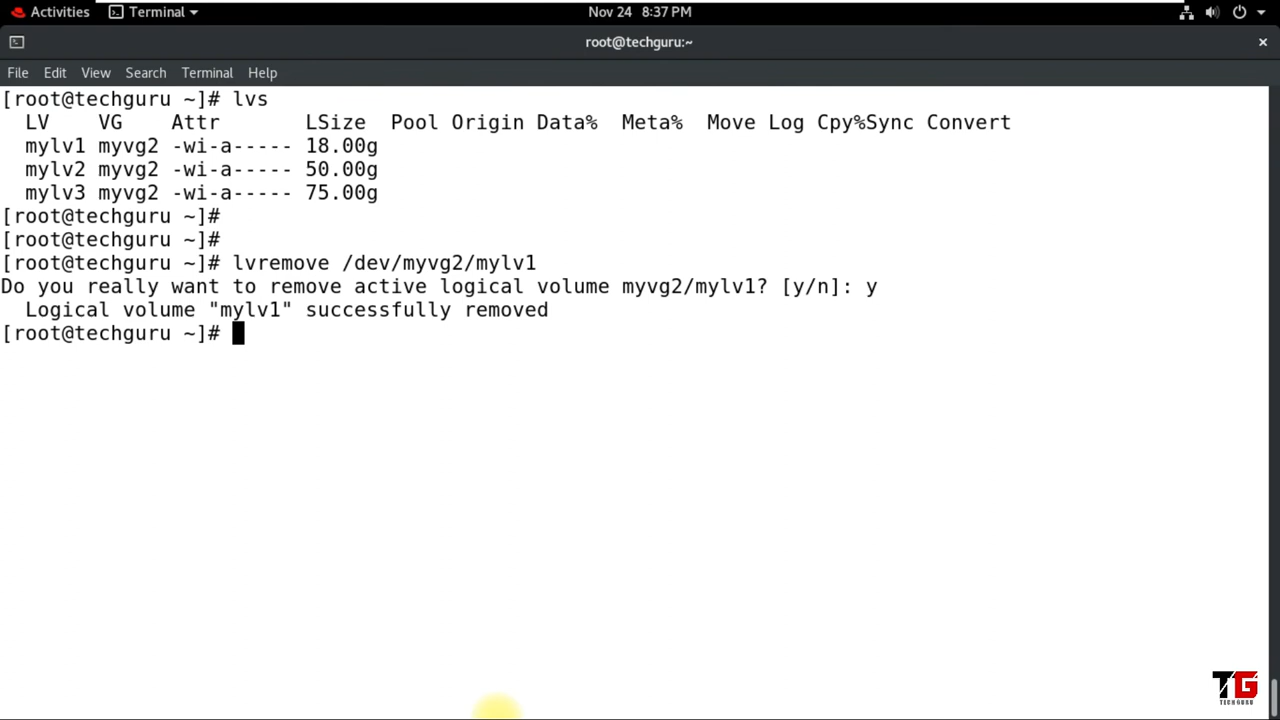 Activities Terminal Nov 24 8:37 PM
root@techguru:~
File Edit View Search Terminal Help
[root@techguru ~]# lvs
LV VG Attr LSize Pool Origin Data% Meta% Move Log Cpy%Sync Convert
mylv1 myvg2 -wi-a----- 18.00g
mylv2 myvg2 -wi-a----- 50.00g
mylv3 myvg2 -wi-a----- 75.00g
[root@techguru ~]#
[root@techguru ~]#
[root@techguru ~]# lvremove /dev/myvg2/mylv1
Do you really want to remove active logical volume myvg2/mylv1? [y/n]: y
Logical volume "mylv1" successfully removed
[root@techguru ~]#
TG
TECH GURU